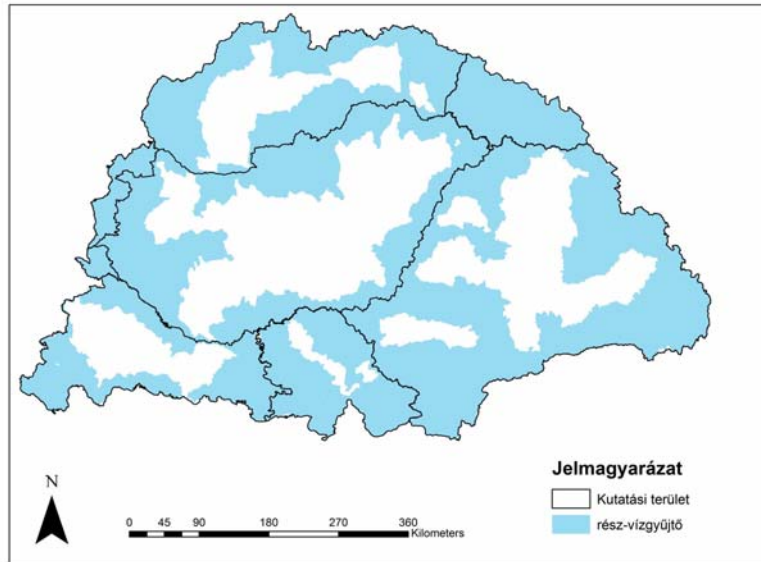 Jelmagyarázat
Kutatási terület
rész-vízgyűjtő
N
0 45 90 180 270 360
Kilometers